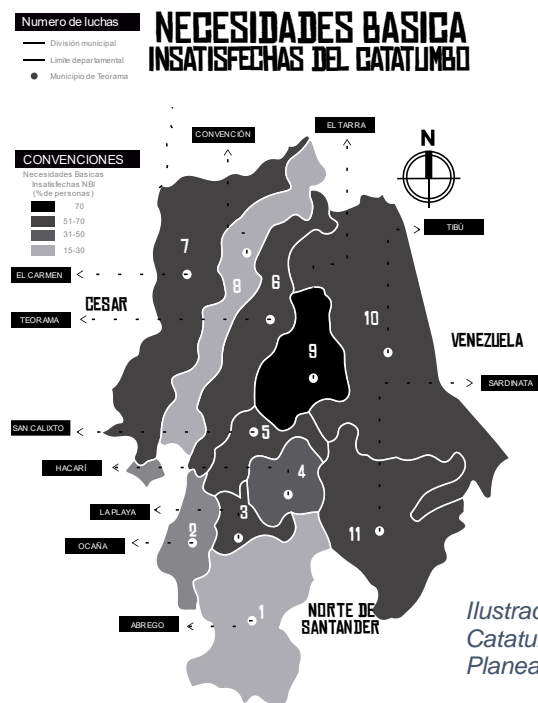 Numero de luchas
División municipal
Limite departamental
Municipio de Teorama
NECESIDADES BASICA
INSATISFECHAS DEL CATATUMBO
CONVENCIONES
Necesidades Basicas
Insatisfechas NBI
(% de personas)
70
51-70
31-50
15-30
CONVENCIÓN
EL TARRA
N
TIBÚ
EL CARMEN
CESAR
TEORAMA
VENEZUELA
SARDINATA
SAN CALIXTO
HACARÍ
LA PLAYA
OCAÑA
ABREGO
NORTE DE
SANTANDER
7
8
6
10
9
5
4
3
2
11
1
Ilustrac
Catatu
Planea